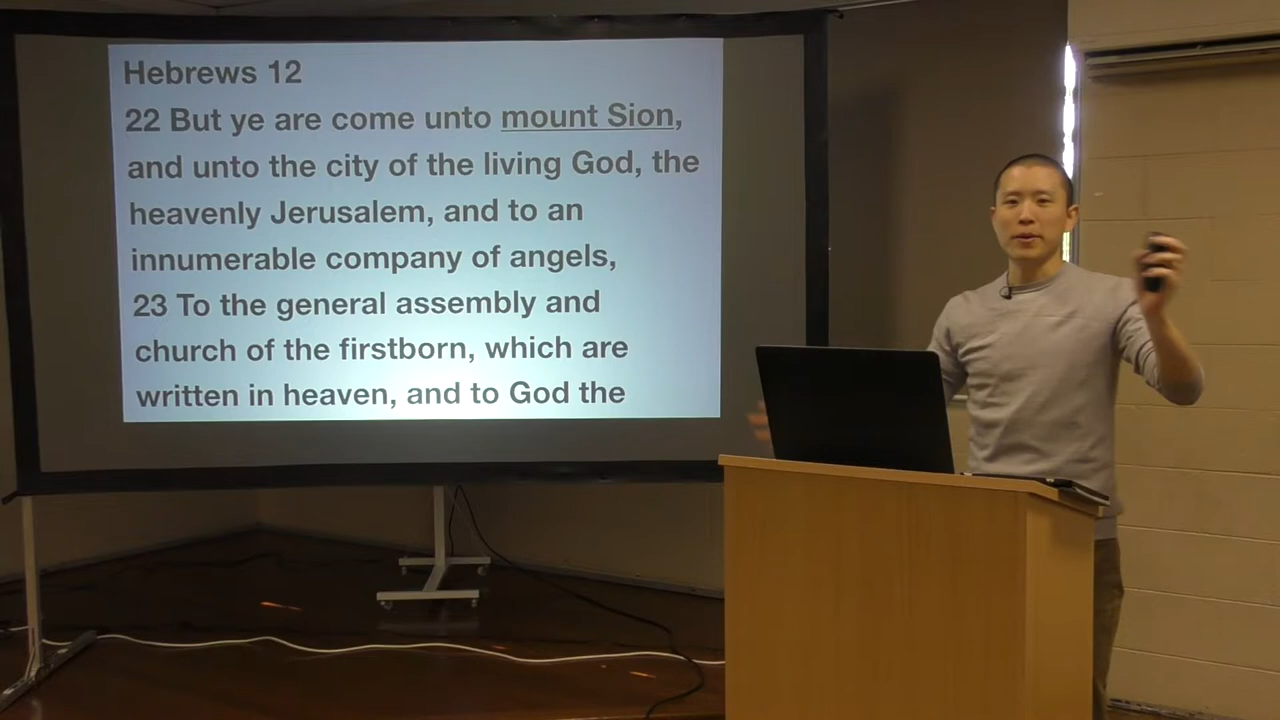 Hebrews 12
22 But ye are come unto mount Sion,
and unto the city of the living God, the
heavenly Jerusalem, and to an
innumerable company of angels,
23 To the general assembly and
church of the firstborn, which are
written in heaven, and to God the